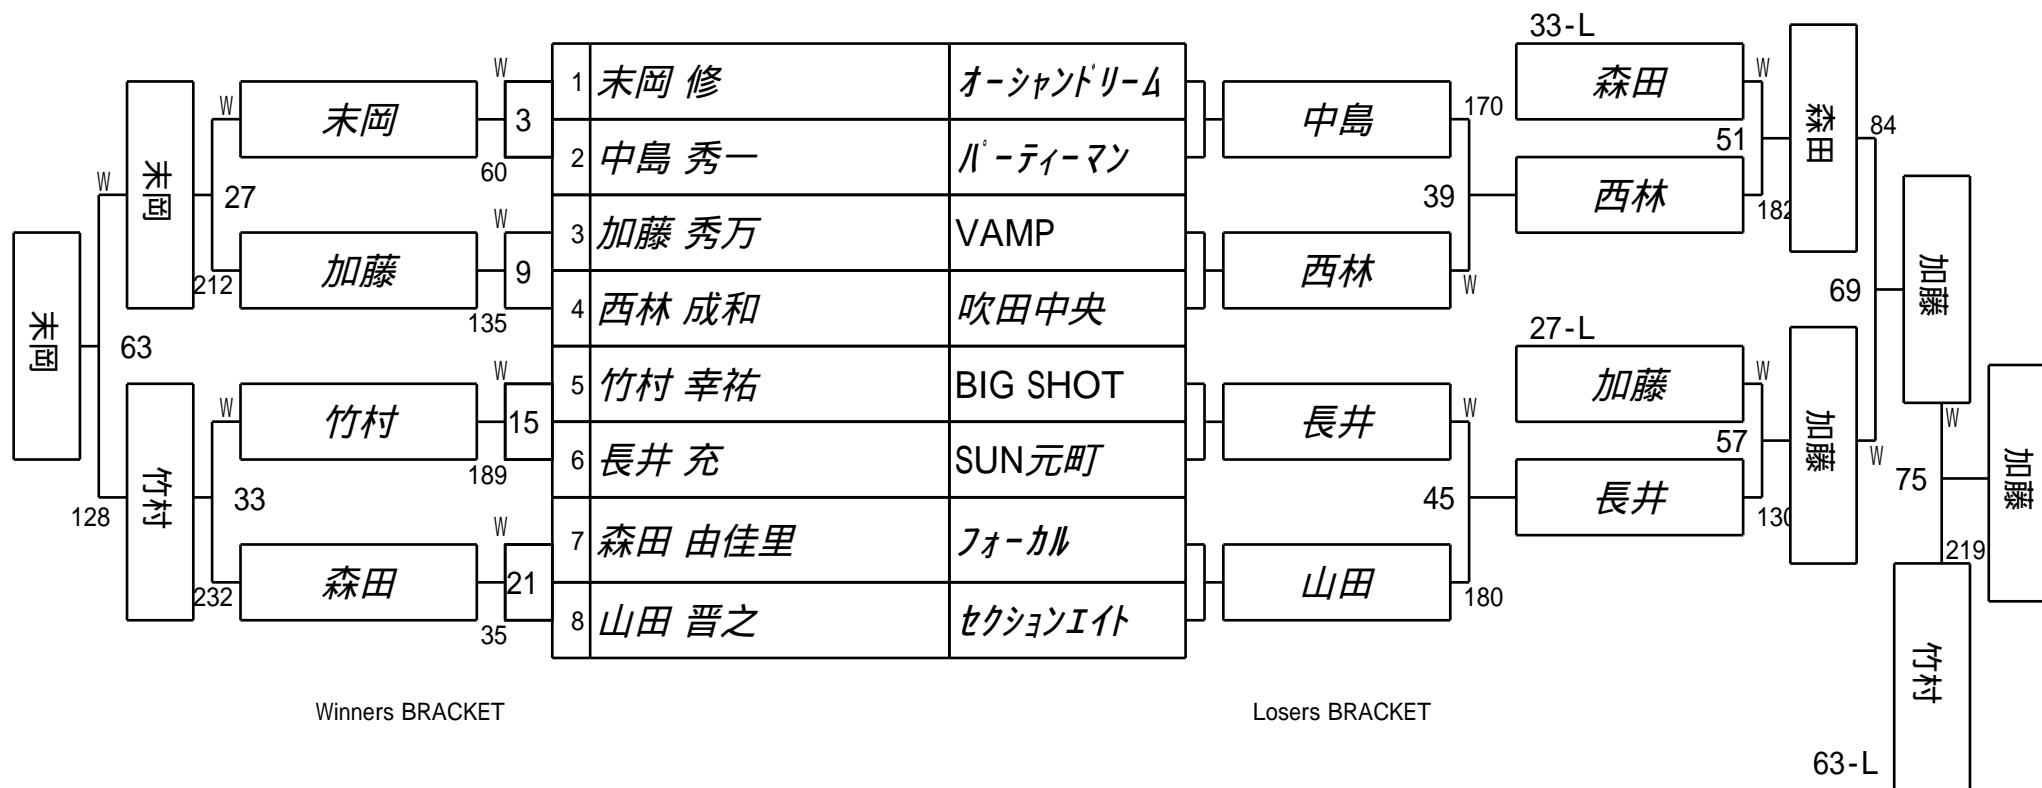 33-L
W
1 末岡 修 オーシャンドリーム
W
末岡
3
中島
170
森田
W
森田
84
2 中島 秀一 パーティーマン
60
51
W
末岡
27
W
39
西林
182
3 加藤 秀万 VAMP
加藤
212
9
135
西林
W
加藤
4 西林 成和 吹田中央
69
末岡
63
27-L
W
5 竹村 幸祐 BIG SHOT
W
竹村
15
189
長井
W
加藤
W
加藤
W
W
加藤
6 長井 充 SUN元町
57
竹村
33
128
45
長井
130
75
W
7 森田 由佳里 フォーカル
219
232
森田
21
35
山田
180
8 山田 晋之 セクションエイト
竹村
Winners BRACKET
Losers BRACKET
63-L